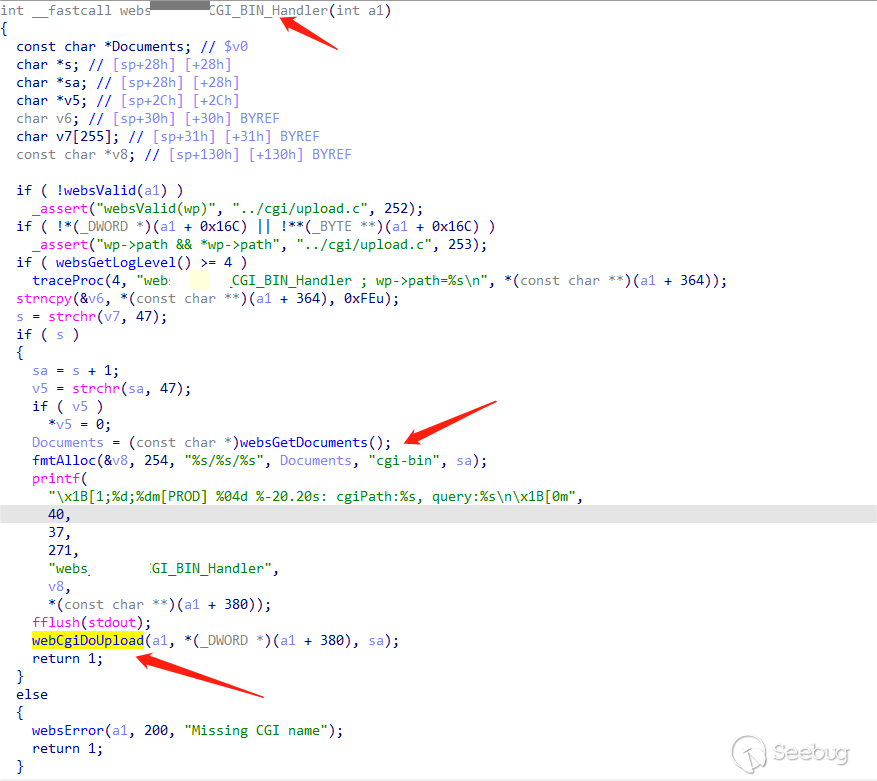 int __fastcall webs CGI_BIN_Handler(int a1)
{
const char *Documents; // $v0
char *s; // [sp+28h] [+28h]
char *sa; // [sp+28h] [+28h]
char *v5; // [sp+2Ch] [+2Ch]
char v6; // [sp+30h] [+30h] BYREF
char v7[255]; // [sp+31h] [+31h] BYREF
const char *v8; // [sp+130h] [+130h] BYREF
if ( !websValid(a1) )
_assert("websValid(wp)", "../cgi/upload.c", 252);
if ( !*(_DWORD *)(a1 + 0x16C) || !**(_BYTE **)(a1 + 0x16C) )
_assert("wp->path && *wp->path", "../cgi/upload.c", 253);
if ( websGetLogLevel() >= 4 )
traceProc(4, "webs _CGI_BIN_Handler ; wp->path=%s\n", *(const char **)(a1 + 364));
strncpy(&v6, *(const char **)(a1 + 364), 0xFEu);
s = strchr(v7, 47);
if ( s )
{
sa = s + 1;
v5 = strchr(sa, 47);
if ( v5 )
*v5 = 0;
Documents = (const char *)websGetDocuments();
fmtAlloc(&v8, 254, "%s/%s/%s", Documents, "cgi-bin", sa);
printf(
"\x1B[1;%d;%dm[PROD] %04d %-20.20s: cgiPath:%s, query:%s\n\x1B[0m",
40,
37,
271,
"webs_ CGI_BIN_Handler",
v8,
*(const char **)(a1 + 380));
fflush(stdout);
webCgiDoUpload(a1, *(_DWORD *)(a1 + 380), sa);
return 1;
}
else
{
websError(a1, 200, "Missing CGI name");
return 1;
}
Seebug